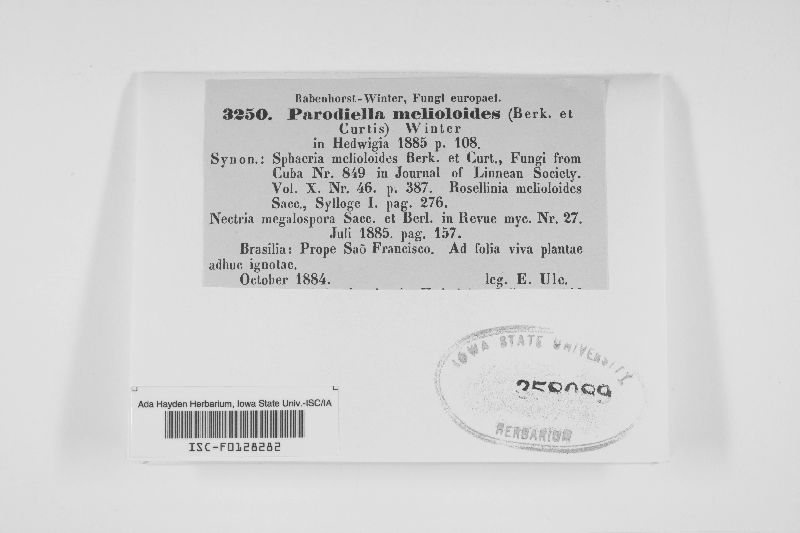 Rabenhorst-Winter, Fungi europaei.
3250. Parodiella melioloides (Berk. et
Curtis) Winter
in Hedwigia 1885 p. 108.
Synon.: Sphaeria melioloides Berk. et Curt., Fungi from
Cuba Nr. 849 in Journal of Linnean Society.
Vol. X. Nr. 46. p. 387. Rosellinia melioloides
Sacc., Sylloge I. pag. 276.
Nectria megalospora Sacc. et Berl. in Revue myc. Nr. 27.
Juli 1885. pag. 157.
Brasilia: Prope Saô Francisco. Ad folia viva plantae
adhuc ignotae.
October 1884. leg. E. Ule.
IOWA STATE UNIVERSITY
HERBARIUM
Ada Hayden Herbarium, Iowa State Univ.-ISC/IA
ISC-F0128282